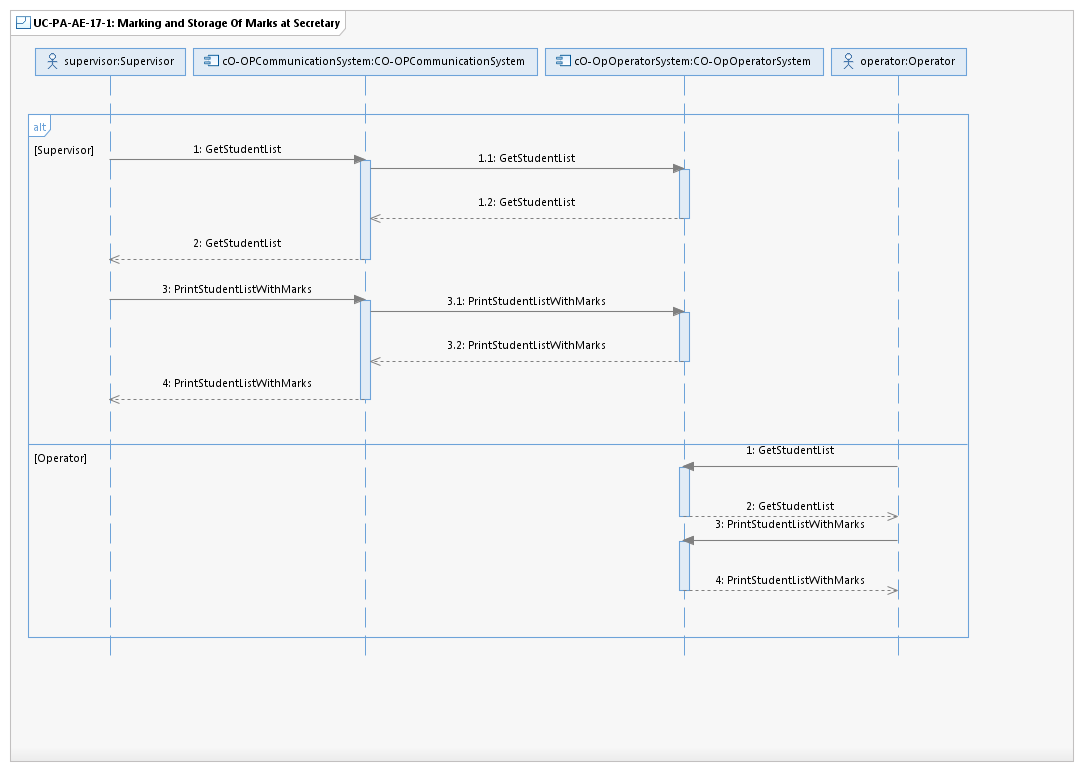 UC-PA-AE-17-1: Marking and Storage Of Marks at Secretary
supervisor:Supervisor
cO-OPCommunicationSystem:CO-OPCommunicationSystem
cO-OpOperatorSystem:CO-OpOperatorSystem
operator:Operator
alt
[Supervisor]
1: GetStudentList
1.1: GetStudentList
1.2: GetStudentList
2: GetStudentList
3: PrintStudentListWithMarks
3.1: PrintStudentListWithMarks
3.2: PrintStudentListWithMarks
4: PrintStudentListWithMarks
[Operator]
1: GetStudentList
2: GetStudentList
3: PrintStudentListWithMarks
4: PrintStudentListWithMarks